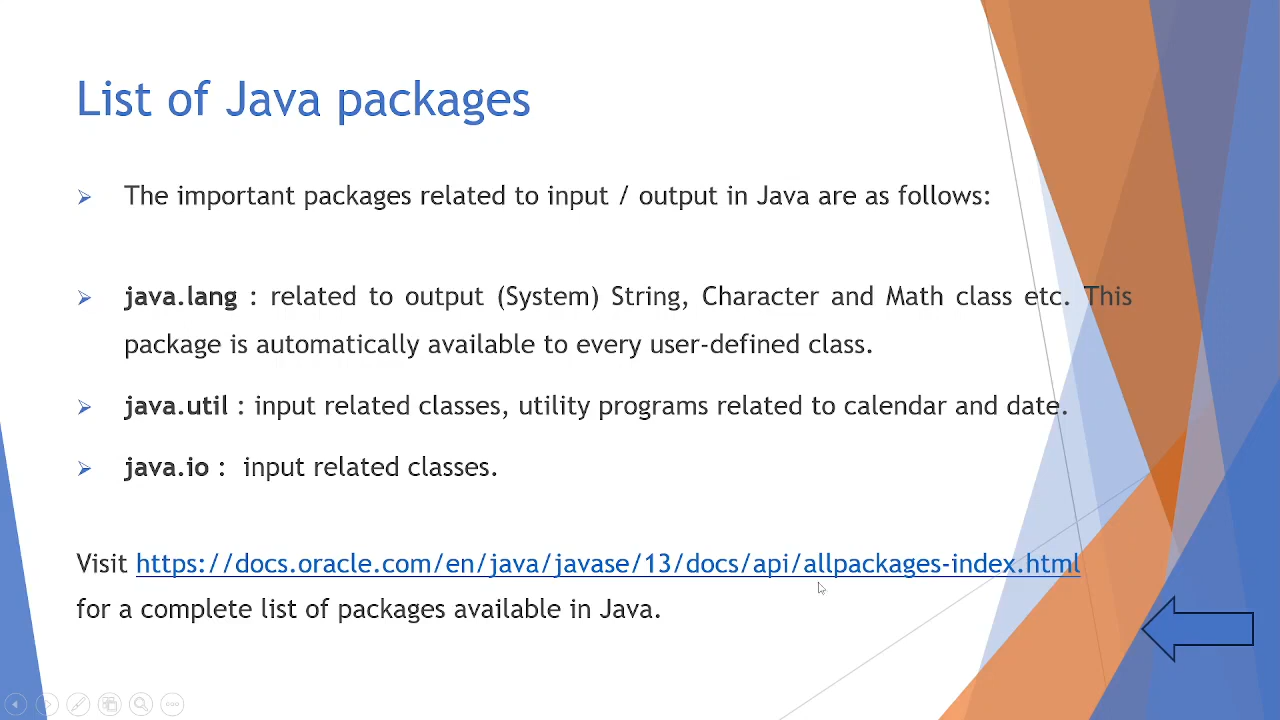 List of Java packages
The important packages related to input / output in Java are as follows:
java.lang : related to output (System) String, Character and Math class etc. This
package is automatically available to every user-defined class.
java.util : input related classes, utility programs related to calendar and date.
java.io : input related classes.
Visit https://docs.oracle.com/en/java/javase/13/docs/api/allpackages-index.html
for a complete list of packages available in Java.